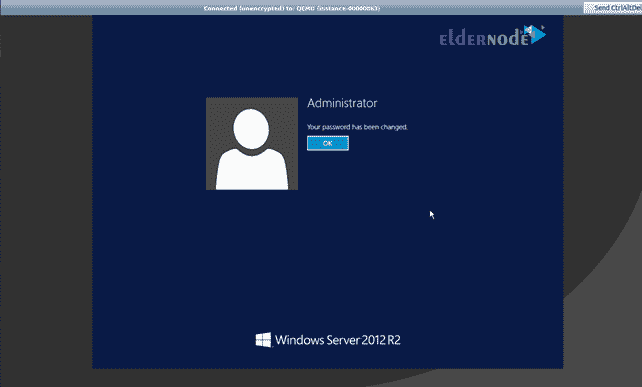 Connected (unencrypted) to: QEMU (instance-00000863)
Send CtrlAltDel
eldernode
Administrator
Your password has been changed.
OK
Windows Server 2012 R2